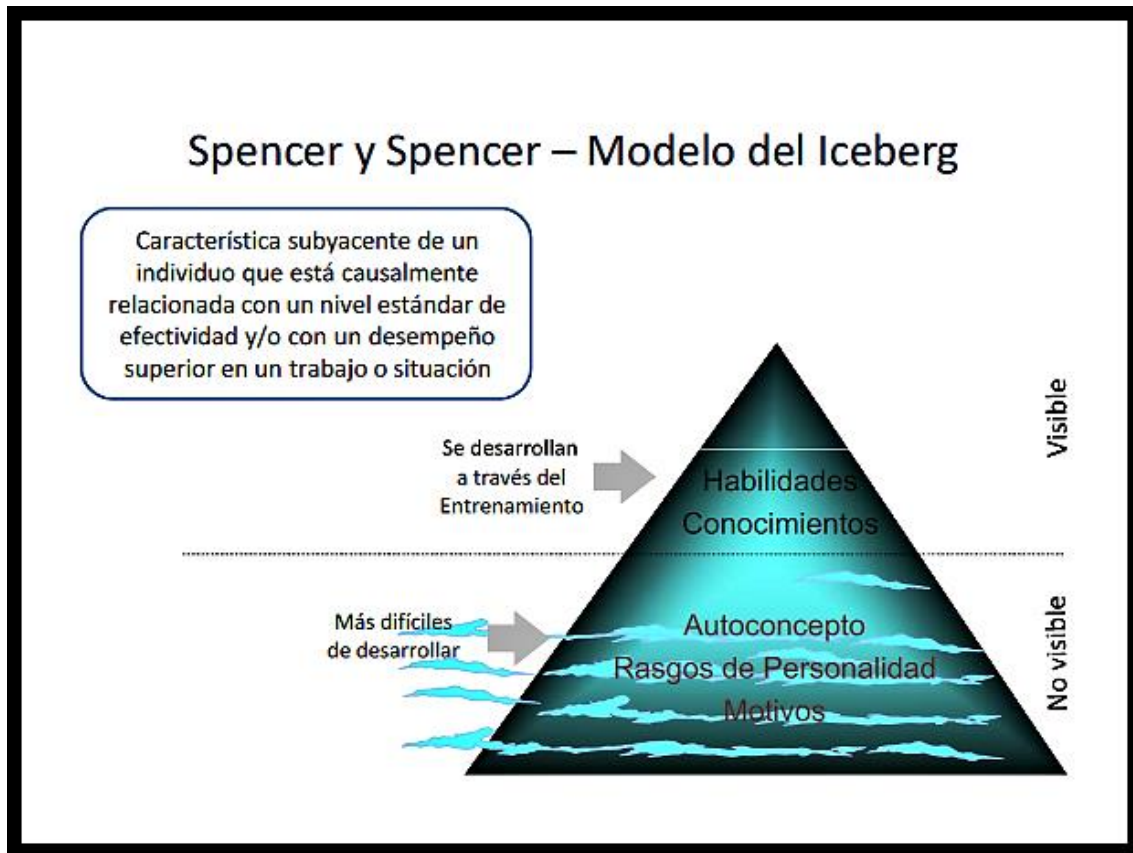 Spencer y Spencer – Modelo del Iceberg
Característica subyacente de un
individuo que está causalmente
relacionada con un nivel estándar de
efectividad y/o con un desempeño
superior en un trabajo o situación
Visible
Se desarrollan
a través del
Entrenamiento
Habilidades
Conocimientos
Más difíciles
de desarrollar
Autoconcepto
Rasgos de Personalidad
Motivos
No visible